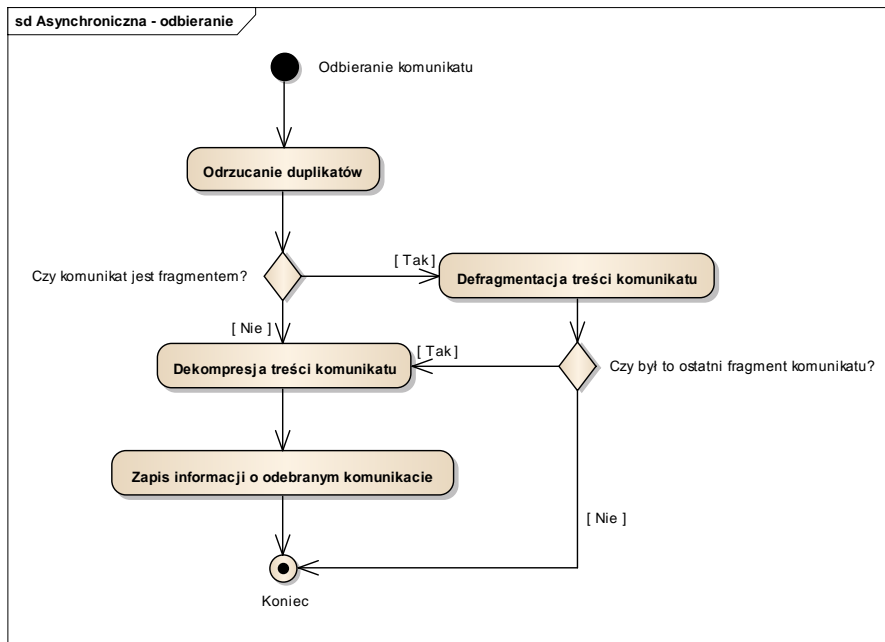 sd Asynchroniczna - odbieranie
Odbieranie komunikatu
Odrzucanie duplikatów
Czy komunikat jest fragmentem?
[ Tak ]
Defragmentacja treści komunikatu
[ Nie ]
Dekompresja treści komunikatu
[ Tak ]
Czy był to ostatni fragment komunikatu?
Zapis informacji o odebranym komunikacie
[ Nie ]
Koniec